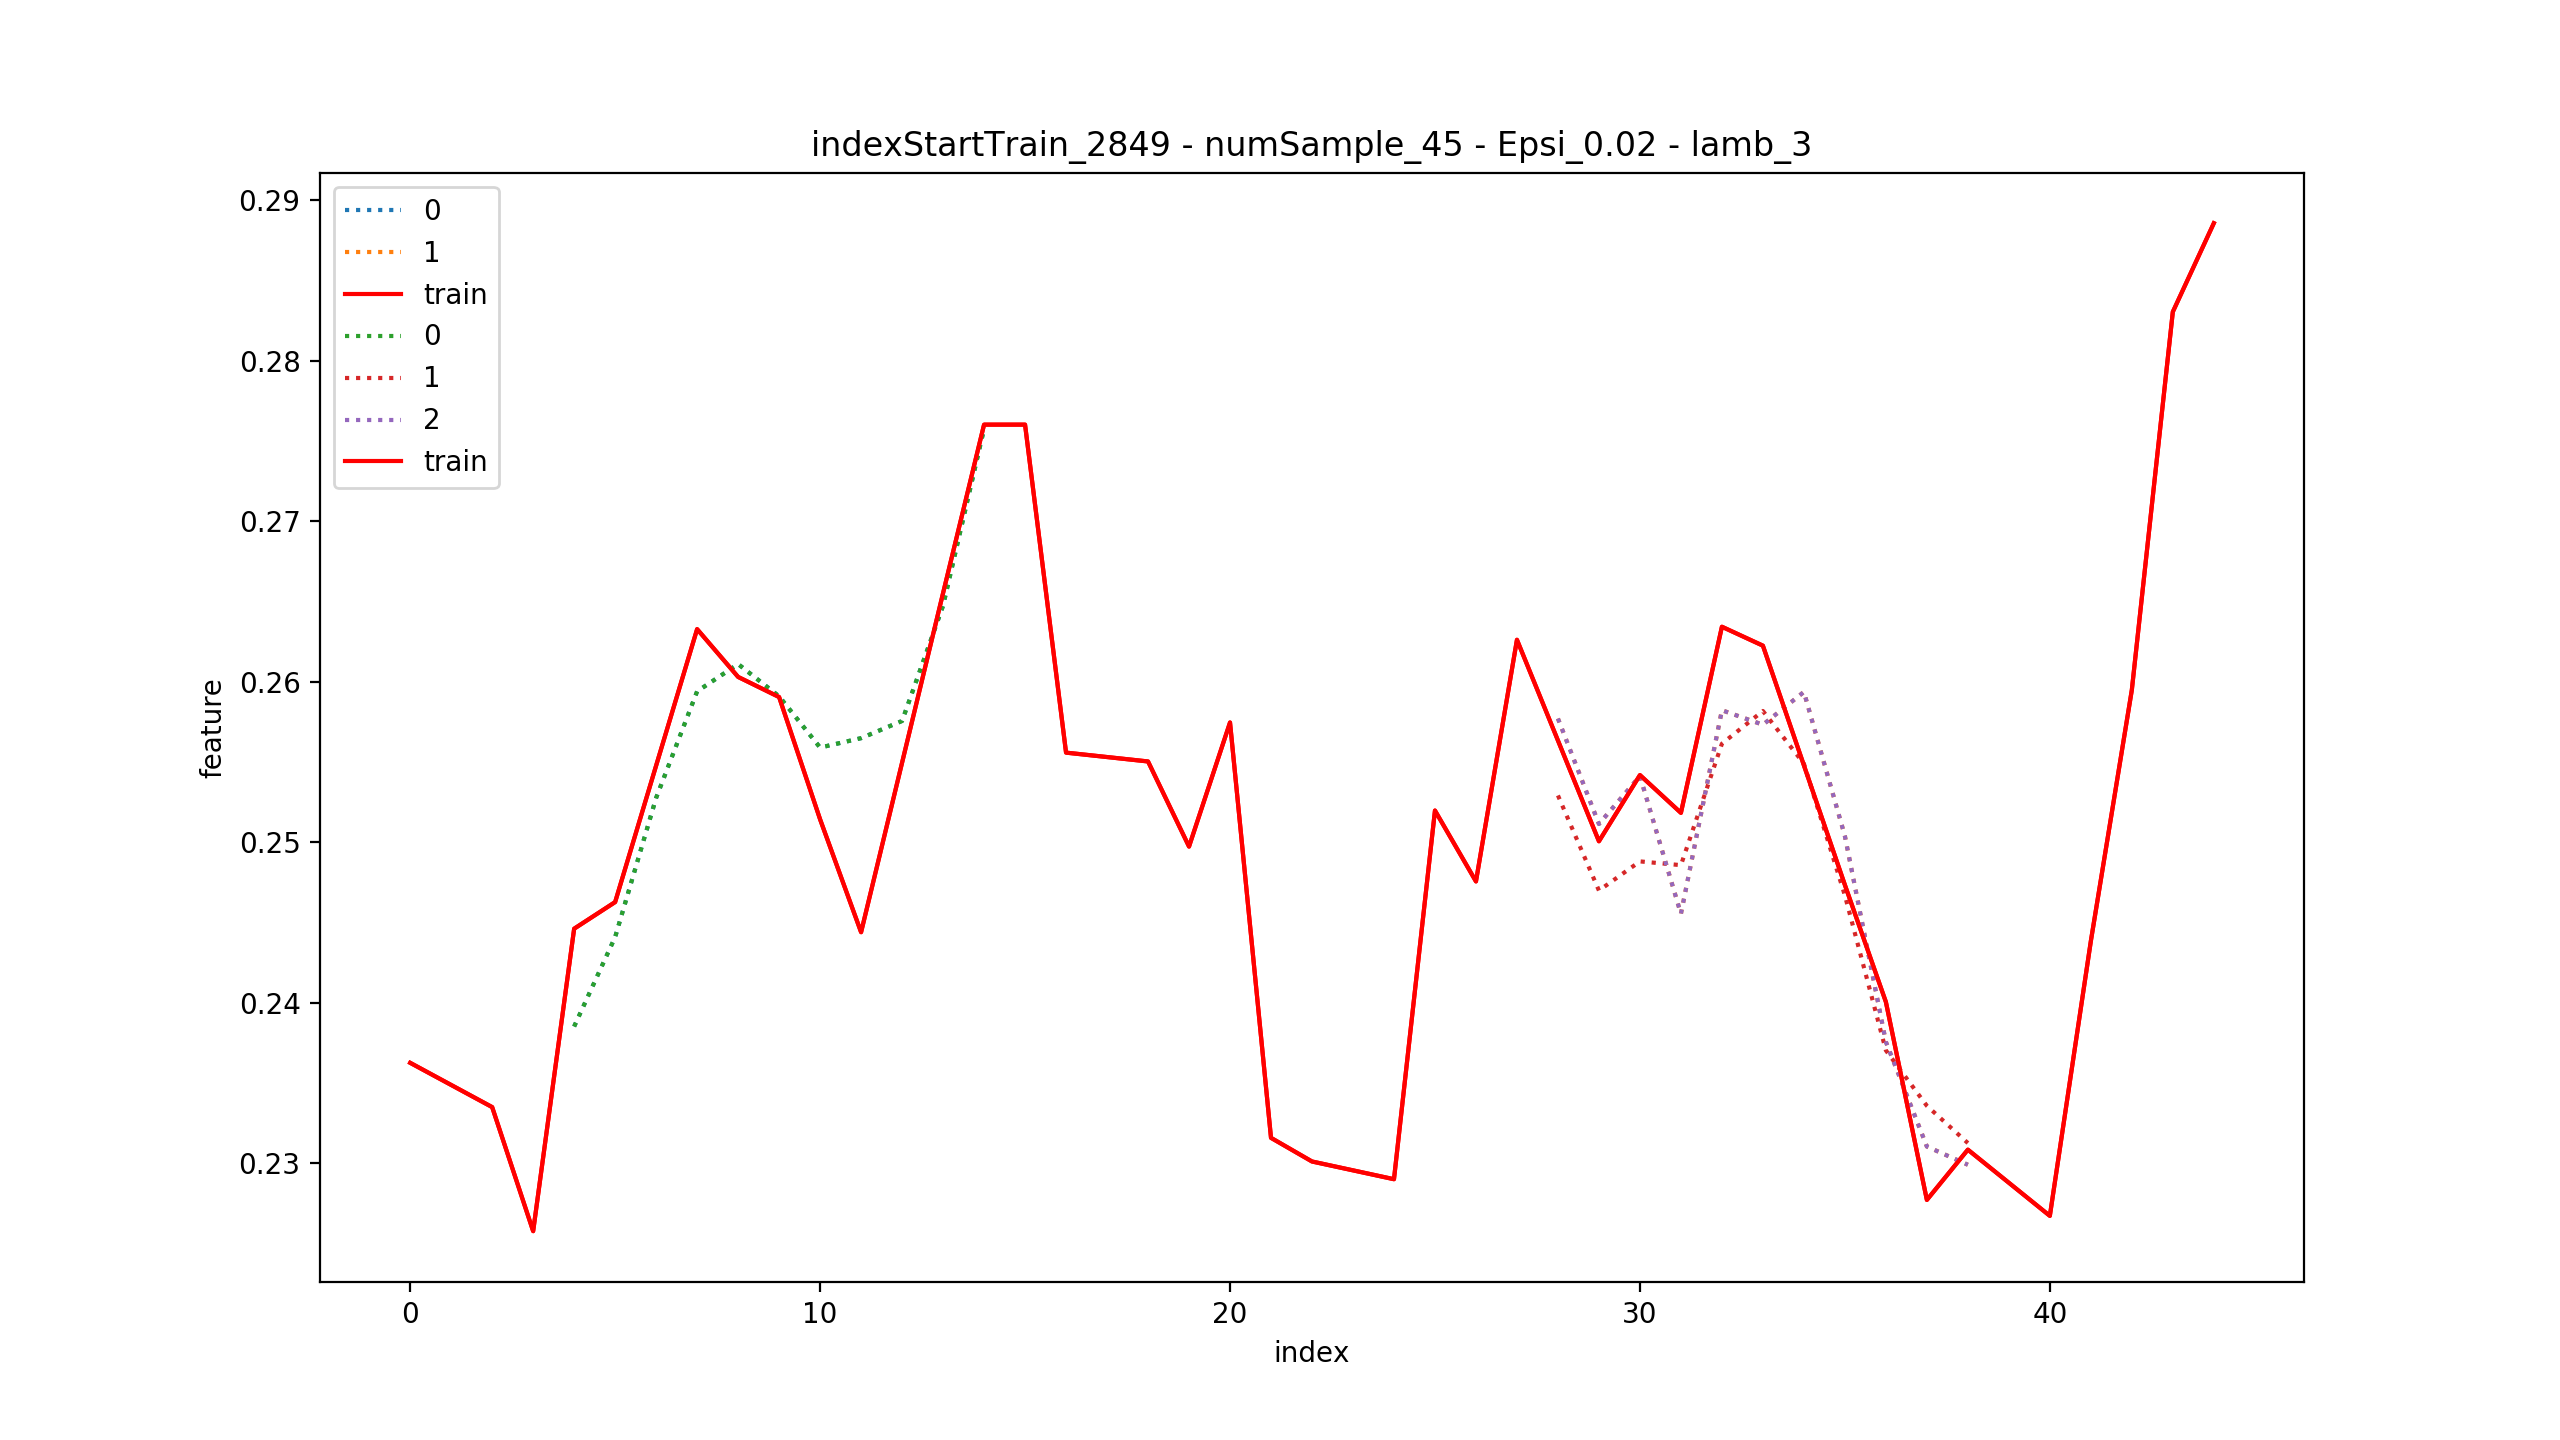 indexStartTrain_2849 - numSample_45 - Epsi_0.02 - lamb_3
0
1
train
0
1
2
train
0.29
0.28
0.27
0.26
0.25
0.24
0.23
feature
0 10 20 30 40
index